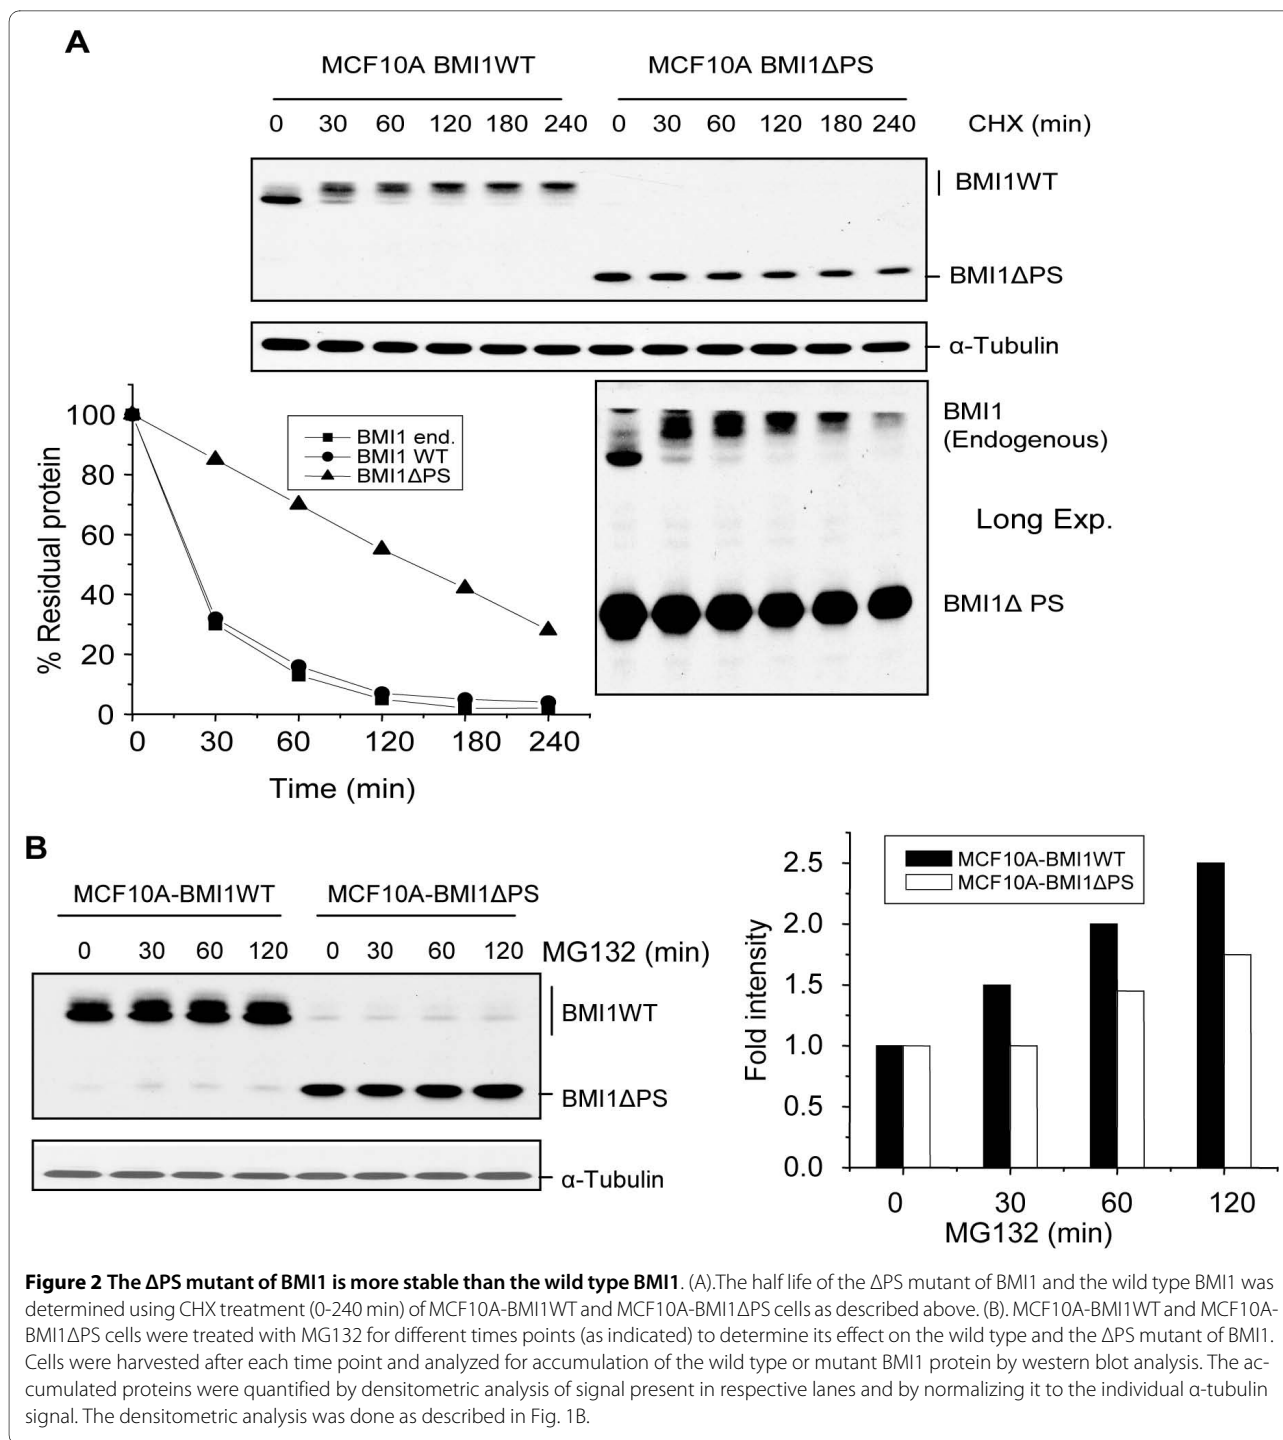 A
MCF10A BMI1WT
MCF10A BMI1ΔPS
0 30 60 120 180 240 0 30 60 120 180 240 CHX (min)
BMI1WT
BMI1ΔPS
α-Tubulin
BMI1
(Endogenous)
Long Exp.
BMI1Δ PS
BMI1 end.
BMI1 WT
BMI1ΔPS
% Residual protein
100
80
60
40
20
0
0 30 60 120 180 240
Time (min)
B
MCF10A-BMI1WT MCF10A-BMI1ΔPS
0 30 60 120 0 30 60 120 MG132 (min)
BMI1WT
BMI1ΔPS
α-Tubulin
MCF10A-BMI1WT
MCF10A-BMI1ΔPS
Fold intensity
2.5
2.0
1.5
1.0
0.5
0.0
0 30 60 120
MG132 (min)
Figure 2 The ΔPS mutant of BMI1 is more stable than the wild type BMI1. (A).The half life of the ΔPS mutant of BMI1 and the wild type BMI1 was
determined using CHX treatment (0-240 min) of MCF10A-BMI1WT and MCF10A-BMI1ΔPS cells as described above. (B). MCF10A-BMI1WT and MCF10A-
BMI1ΔPS cells were treated with MG132 for different times points (as indicated) to determine its effect on the wild type and the ΔPS mutant of BMI1.
Cells were harvested after each time point and analyzed for accumulation of the wild type or mutant BMI1 protein by western blot analysis. The ac-
cumulated proteins were quantified by densitometric analysis of signal present in respective lanes and by normalizing it to the individual α-tubulin
signal. The densitometric analysis was done as described in Fig. 1B.